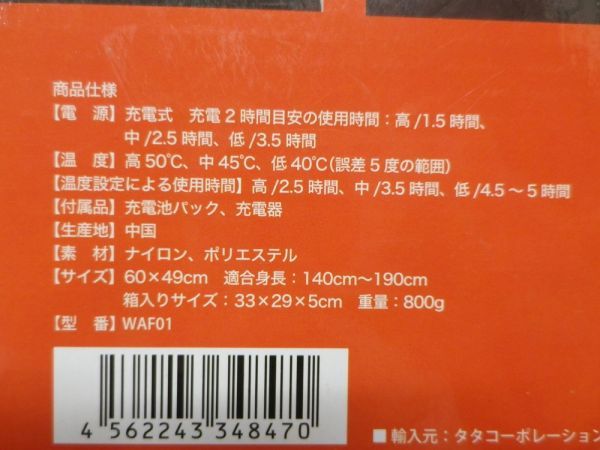 商品仕様
【電　源】充電式　充電2時間目安の使用時間：高/1.5時間、
中/2.5時間、低/3.5時間
【温　度】高50℃、中45℃、低40℃（誤差5度の範囲）
【温度設定による使用時間】高/2.5時間、中/3.5時間、低/4.5～5時間
【付属品】充電池パック、充電器
【生産地】中国
【素　材】ナイロン、ポリエステル
【サイズ】60×49cm　適合身長：140cm～190cm
箱入りサイズ：33×29×5cm　重量：800g
【型　番】WAF01
4 562243 348470
■輸入元：タタコーポレーション